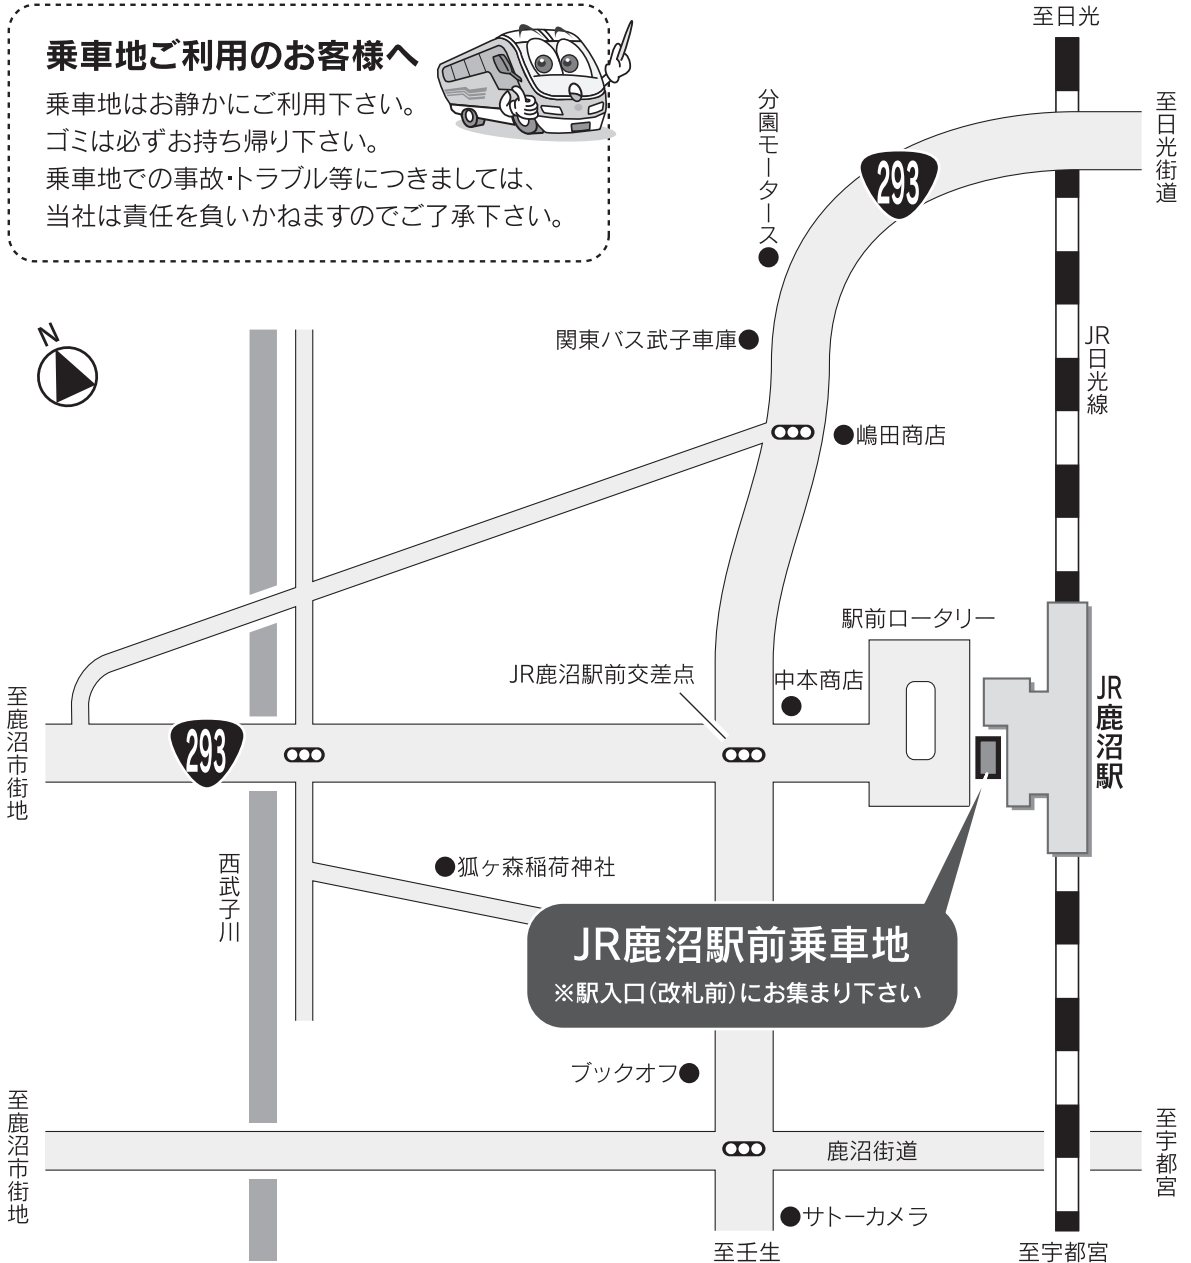 乗車地ご利用のお客様へ
乗車地はお静かにご利用下さい。
ゴミは必ずお持ち帰り下さい。
乗車地での事故・トラブル等につきましては、
当社は責任を負いかねますのでご了承下さい。
至日光
至日光街道
分園モータース
293
N
関東バス武子車庫
JR日光線
嶋田商店
駅前ロータリー
JR鹿沼駅前交差点
中本商店
JR鹿沼駅
至鹿沼市街地
293
西武子川
狐ヶ森稲荷神社
JR鹿沼駅前乗車地
※駅入口(改札前)にお集まり下さい
ブックオフ
至鹿沼市街地
鹿沼街道
至宇都宮
サトーカメラ
至壬生
至宇都宮